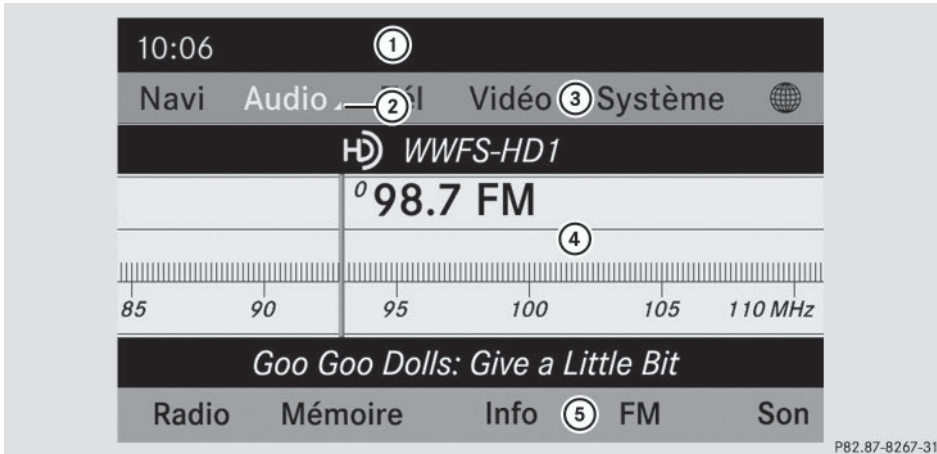 10:06 1
Navi Audio 2 él Vidéo 3 Système
HD WWFS-HD1
0 98.7 FM
4
85 90 95 100 105 110 MHz
Goo Goo Dolls: Give a Little Bit
Radio Mémoire Info 5 FM Son
P82.87-8267-31